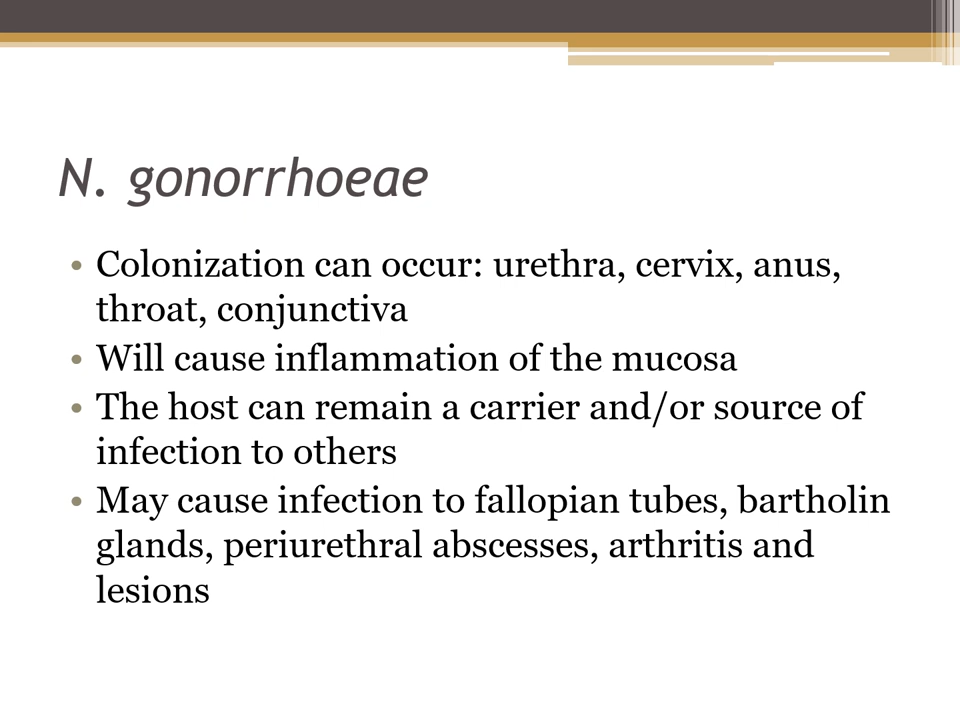 N. gonorrhoeae
• Colonization can occur: urethra, cervix, anus,
throat, conjunctiva
• Will cause inflammation of the mucosa
• The host can remain a carrier and/or source of
infection to others
• May cause infection to fallopian tubes, bartholin
glands, periurethral abscesses, arthritis and
lesions